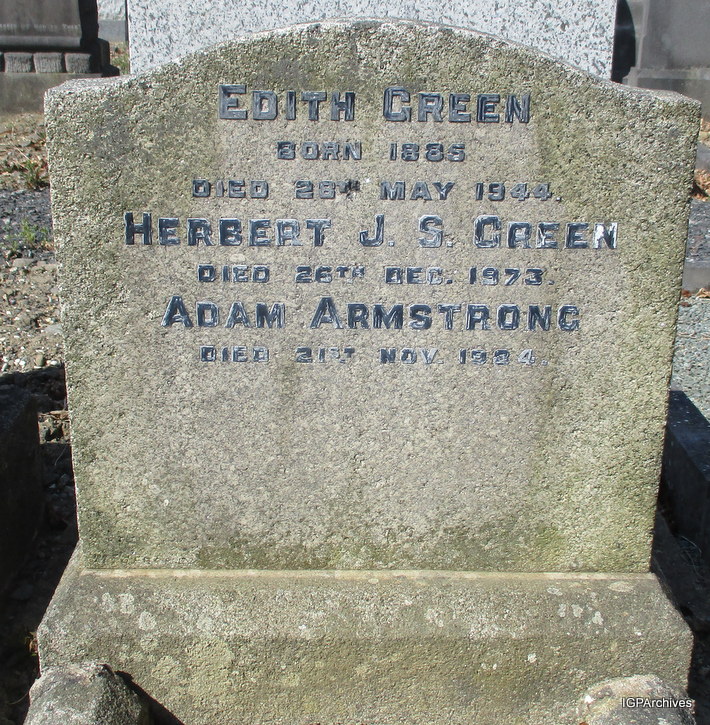 EDITH GREEN
BORN 1885
DIED 28TH MAY 1944.
HERBERT J. S. GREEN
DIED 26TH DEC. 1973.
ADAM ARMSTRONG
DIED 21ST NOV. 1924.
IGPArchives